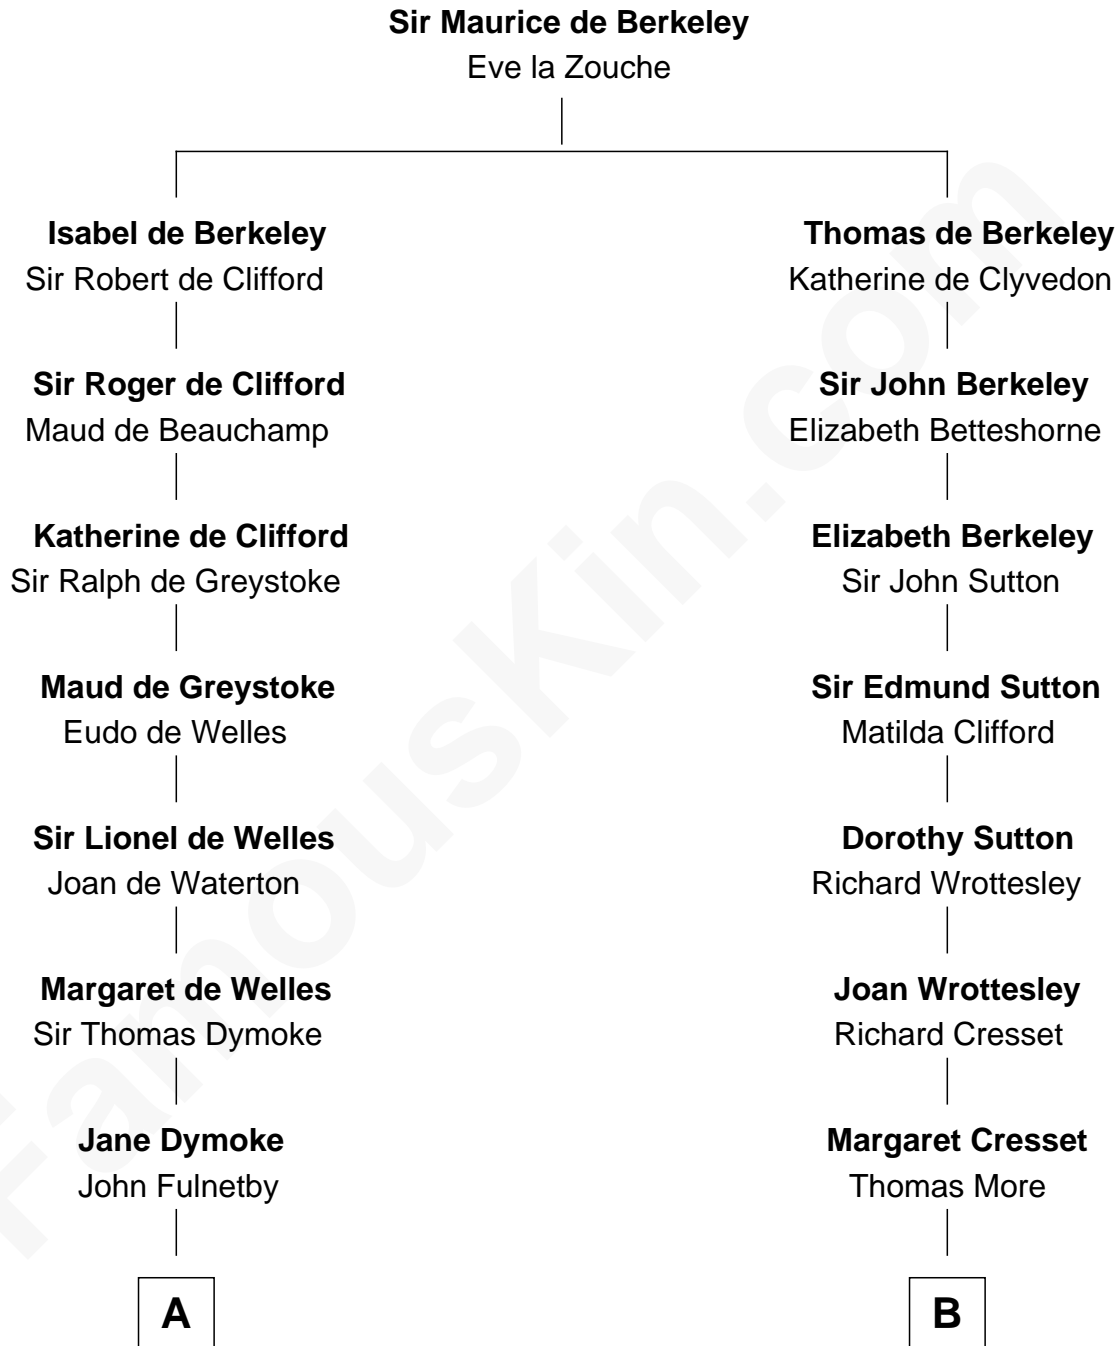 Sir Maurice de Berkeley
Eve la Zouche
Isabel de Berkeley
Sir Robert de Clifford
Thomas de Berkeley
Katherine de Clyvedon
Sir Roger de Clifford
Maud de Beauchamp
Sir John Berkeley
Elizabeth Betteshorne
Katherine de Clifford
Sir Ralph de Greystoke
Elizabeth Berkeley
Sir John Sutton
Maud de Greystoke
Eudo de Welles
Sir Edmund Sutton
Matilda Clifford
Sir Lionel de Welles
Joan de Waterton
Dorothy Sutton
Richard Wrottesley
Margaret de Welles
Sir Thomas Dymoke
Joan Wrottesley
Richard Cresset
Jane Dymoke
John Fulnetby
Margaret Cresset
Thomas More
A
B
FamousKin.com